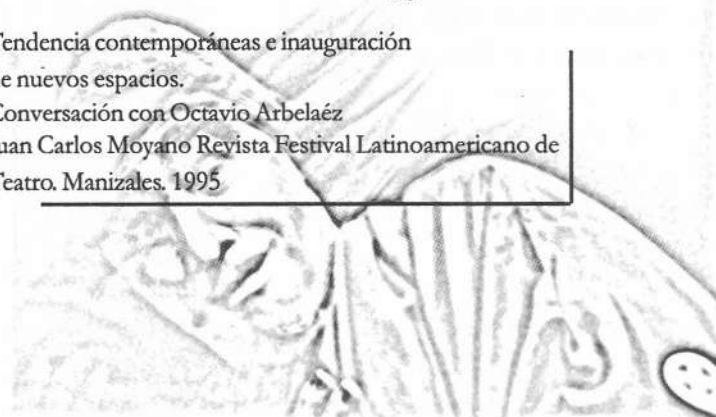 Tendencia contemporáneas e inauguración
e nuevos espacios.
Conversación con Octavio Arbelaéz
uan Carlos Moyano Revista Festival Latinoamericano de
Teatro. Manizales. 1995